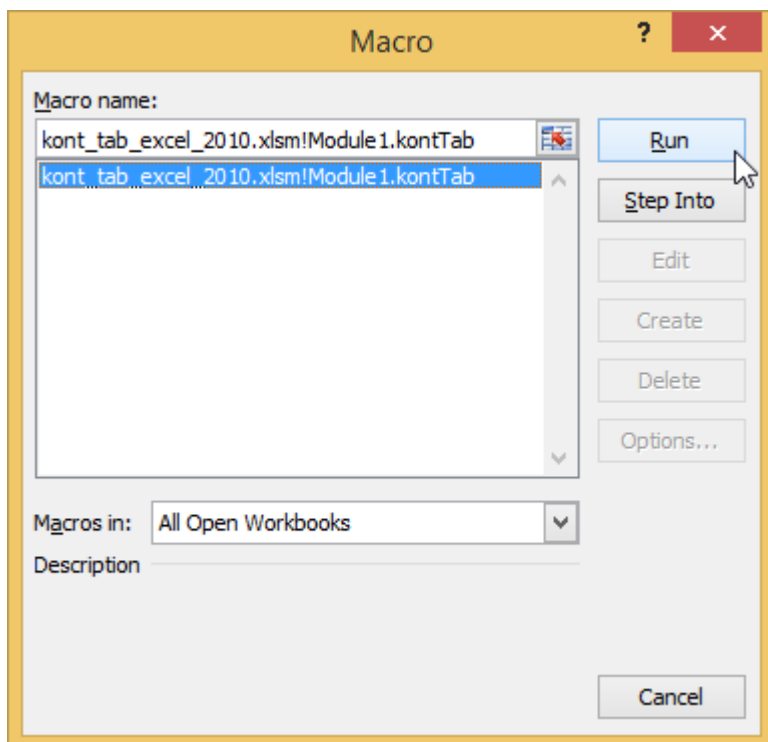 Macro
?
×
Macro name:
kont_tab_excel_2010.xlsm!Module1.kontTab
kont_tab_excel_2010.xlsm!Module1.kontTab
Run
Step Into
Edit
Create
Delete
Options...
Macros in:
All Open Workbooks
Description
Cancel